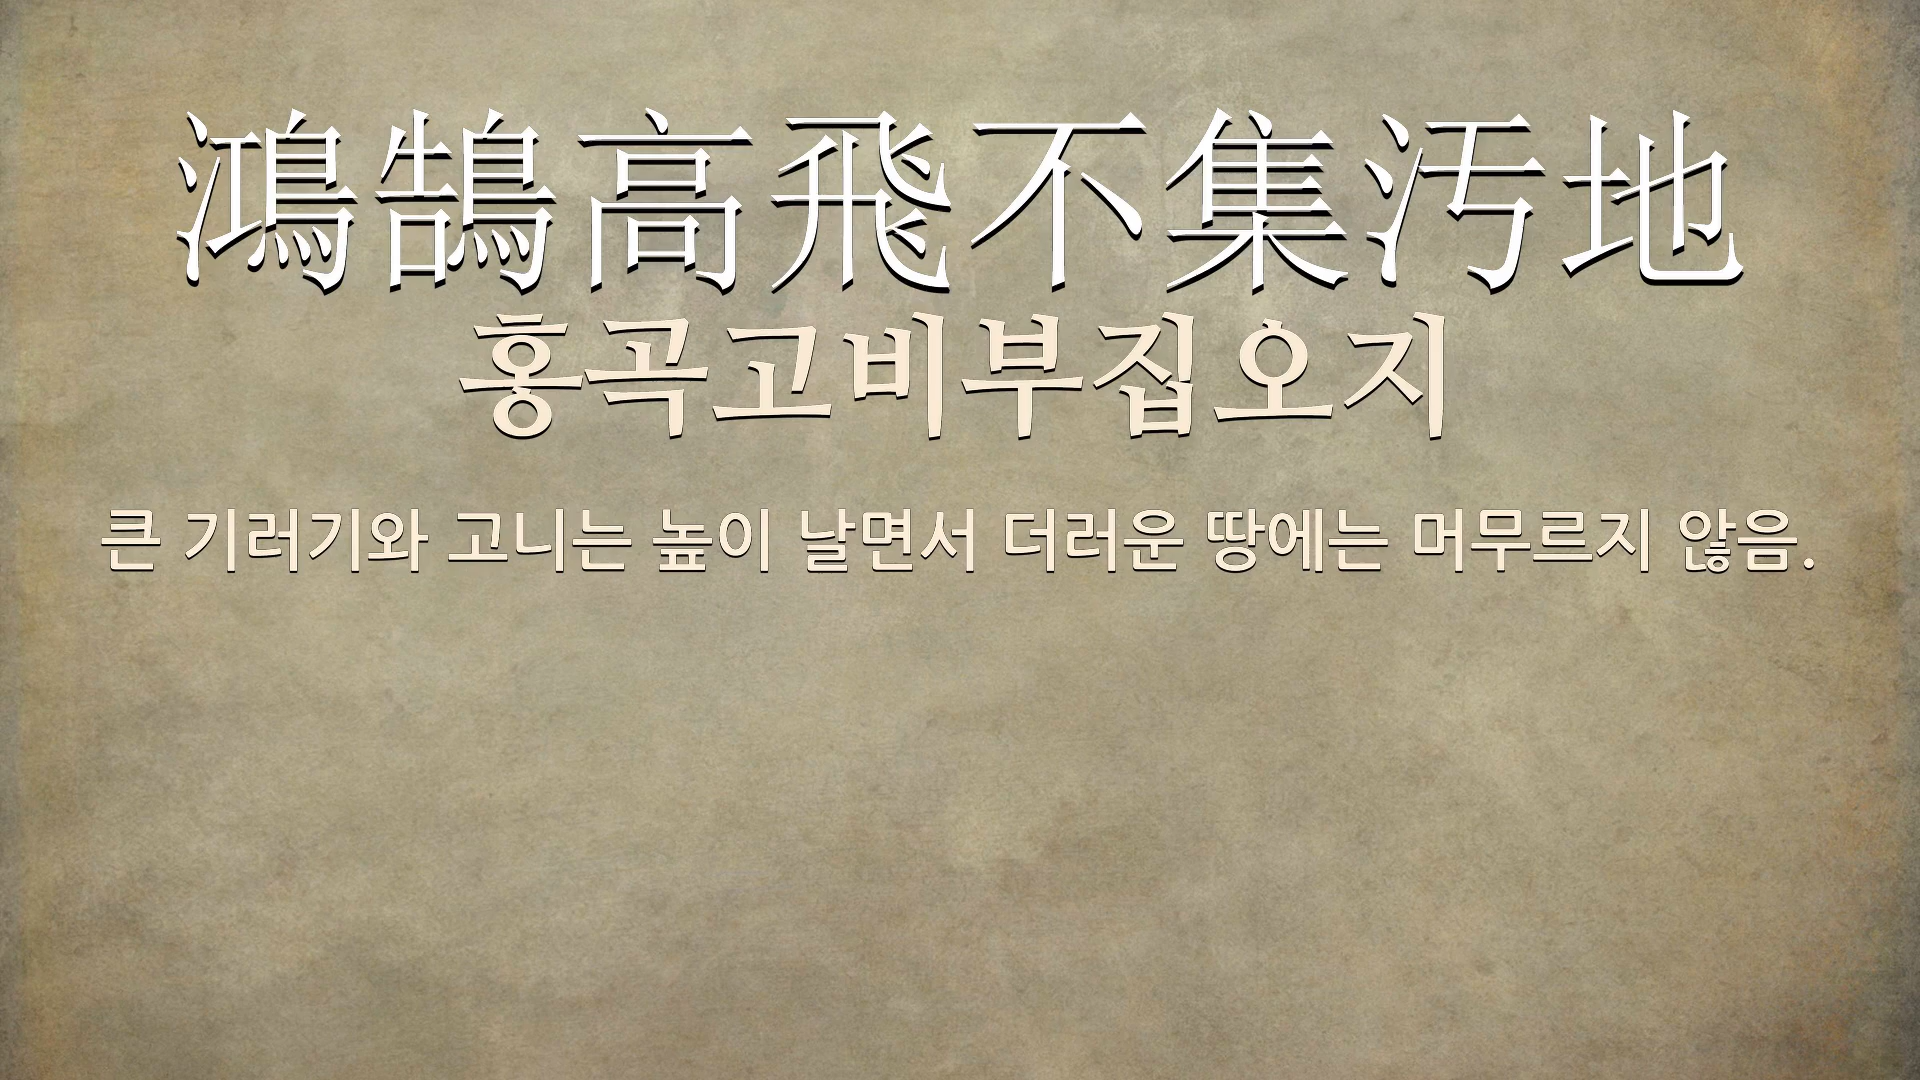 鴻鵠高飛不集汚地
홍곡고비부집오지
큰 기러기와 고니는 높이 날면서 더러운 땅에는 머무르지 않음.